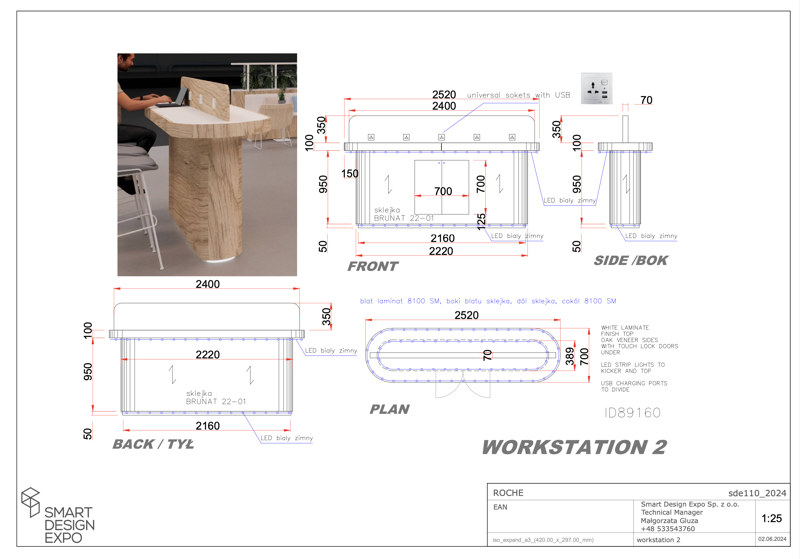 2520
universal sokets with USB
2400
70
350
350
100
100
150
950
700
700
950
LED biały zimny
sklejka
BRUNAT 22-01
125
50
2160
LED biały zimny
50
LED biały zimny
2220
FRONT
SIDE /BOK
2400
350
100
LED biały zimny
2220
950
sklejka
BRUNAT 22-01
2160
50
LED biały zimny
BACK / TYŁ
blat laminat 8100 SM, boki blatu sklejka, dół sklejka, cokół 8100 SM
2520
70
389
700
PLAN
WHITE LAMINATE
FINISH TOP
OAK VENEER SIDES
WITH TOUCH LOCK DOORS
UNDER
LED STRIP LIGHTS TO
KICKER AND TOP
USB CHARGING PORTS
TO DIVIDE
ID89160
WORKSTATION 2
SMART
DESIGN
EXPO
ROCHE
sde110_2024
EAN
Smart Design Expo Sp. z o.o.
Technical Manager
Małgorzata Gluza
+48 533543760
1:25
iso_expand_a3_(420.00_x_297.00_mm)
workstation 2
02.08.2024